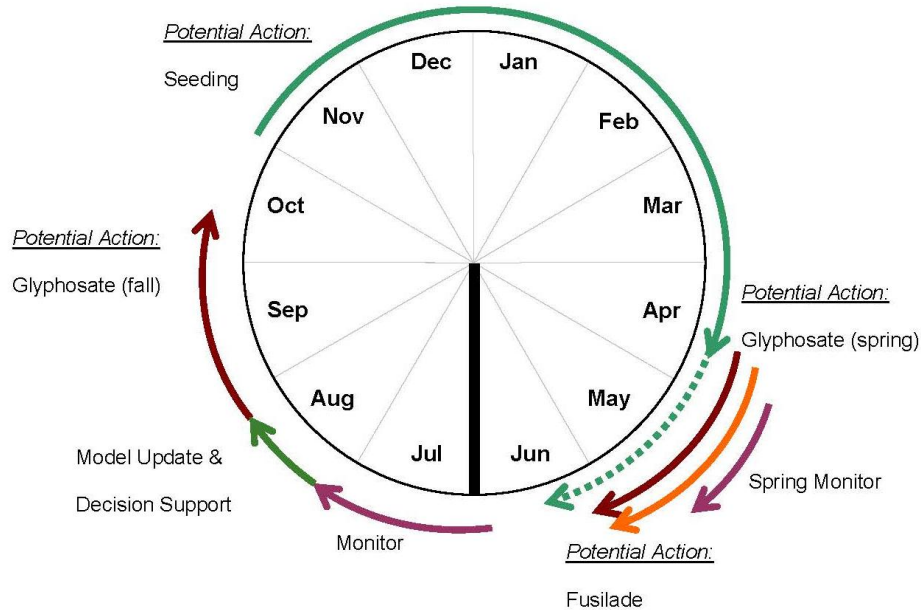 Potential Action:
Seeding
Dec
Jan
Nov
Feb
Oct
Mar
Potential Action:
Glyphosate (fall)
Sep
Apr
Potential Action:
Glyphosate (spring)
Aug
May
Jul
Jun
Model Update &
Decision Support
Spring Monitor
Monitor
Potential Action:
Fusilade